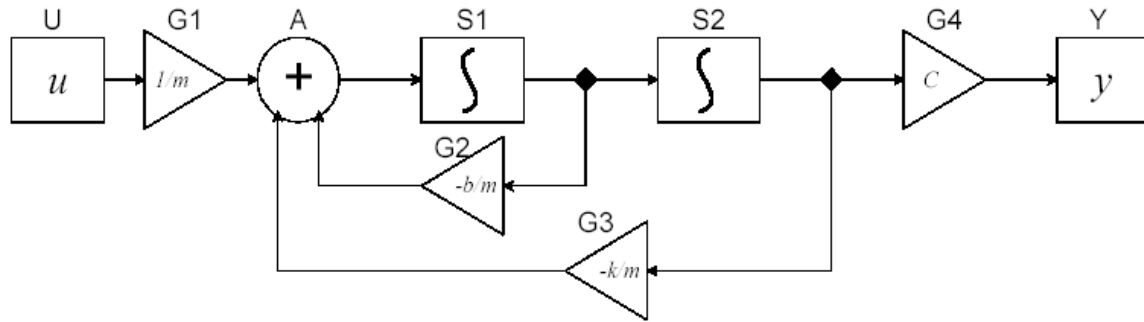 U G1 A S1 S2 G4 Y
u 1/m + ∫ ∫ C y
G2
-b/m
G3
-k/m